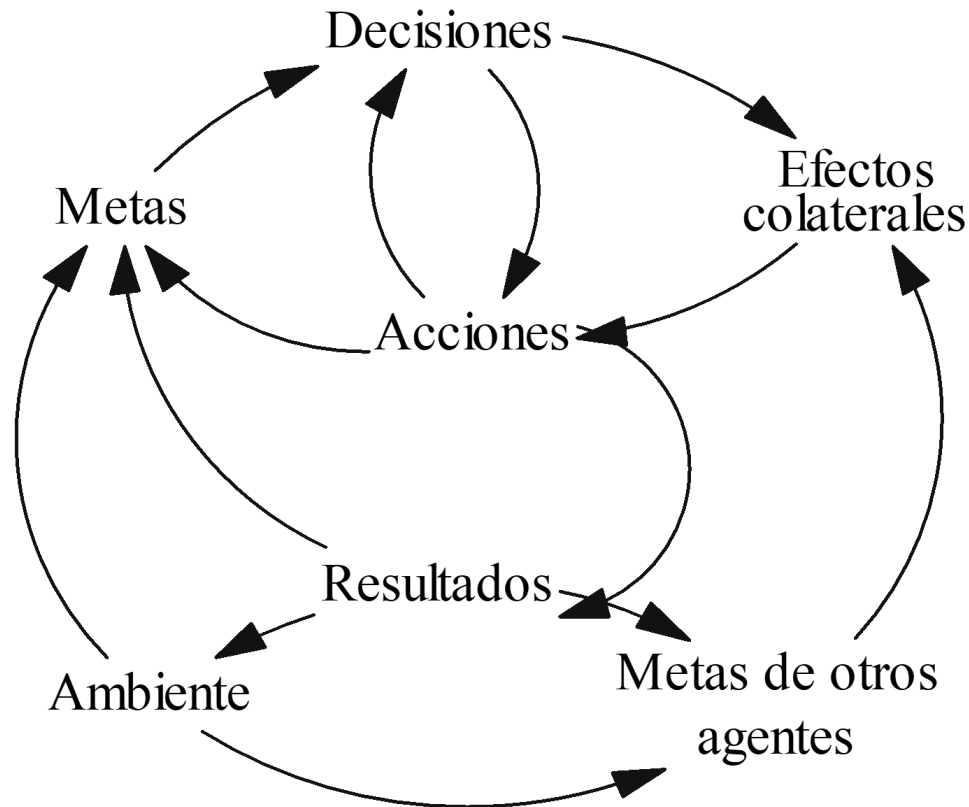 Decisiones
Efectos
colaterales
Metas
Acciones
Resultados
Metas de otros
agentes
Ambiente